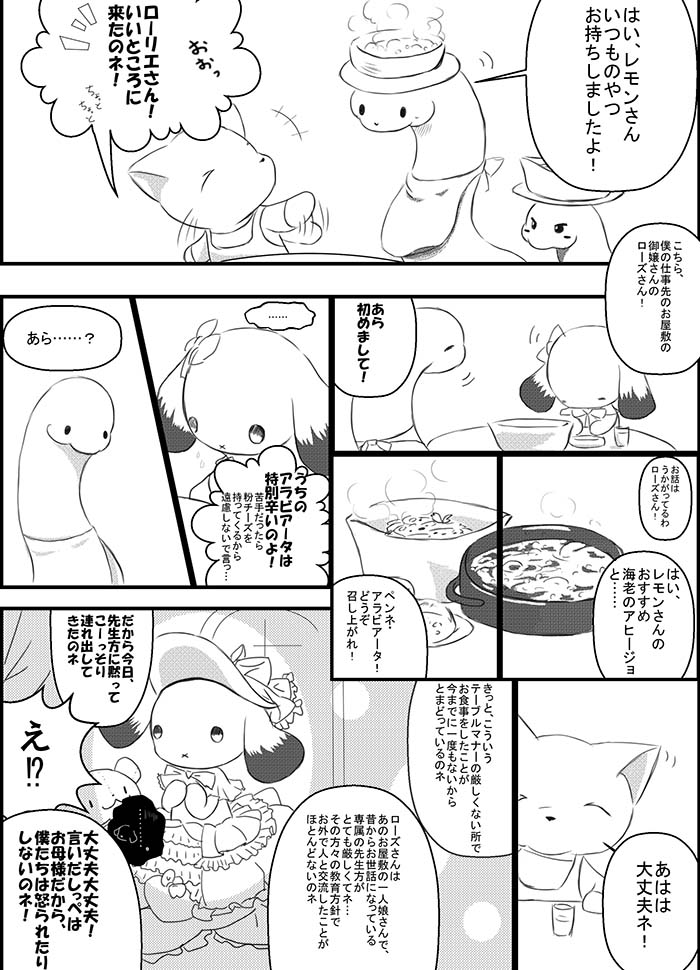 はい、レモンさん
いつものやつ
お持ちしましたよ！
おおっ
ローリエさん！
いいところに
来たのネ！
ちょこ
ちょこ
こちら、
僕の仕事先のお屋敷の
御嬢さんの
ローズさん！
あら
初めまして！
お話は
うかがってるわ
ローズさん！
はい、
レモンさんの
おすすめ
海老のアヒージョ
と……
ペンネ・
アラビアータ！
どうぞ
召し上がれ！
……
うちの
アラビアータは
特別辛いのよ！
苦手だったら
粉チーズを
持ってくるから
遠慮しないで言っ…
あら……？
あはは
大丈夫ネ！
きっと、こういう
テーブルマナーの厳しくない所で
お食事をしたことが
今までに一度もないから
とまどっているのネ
ローズさんは
あのお屋敷の一人娘さんで、
昔からお世話になっている
専属の先生方が
とても厳しくてネ…
その方々の教育方針で
お外で人と交流したことが
ほとんどないのネ
だから今日、
先生方に黙って
こーっそり
連れ出して
きたのネ
え⁉
……
大丈夫大丈夫！
言いだしっぺは
お母様だから、
僕たちは怒られたり
しないのネ！